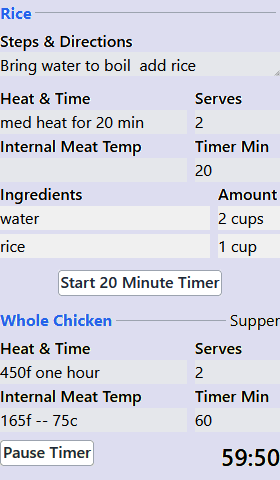 Rice
Steps & Directions
Bring water to boil  add rice
Heat & Time Serves
med heat for 20 min 2
Internal Meat Temp Timer Min
20
Ingredients Amount
water 2 cups
rice 1 cup
Start 20 Minute Timer
Whole Chicken Supper
Heat & Time Serves
450f one hour 2
Internal Meat Temp Timer Min
165f -- 75c 60
Pause Timer 59:50